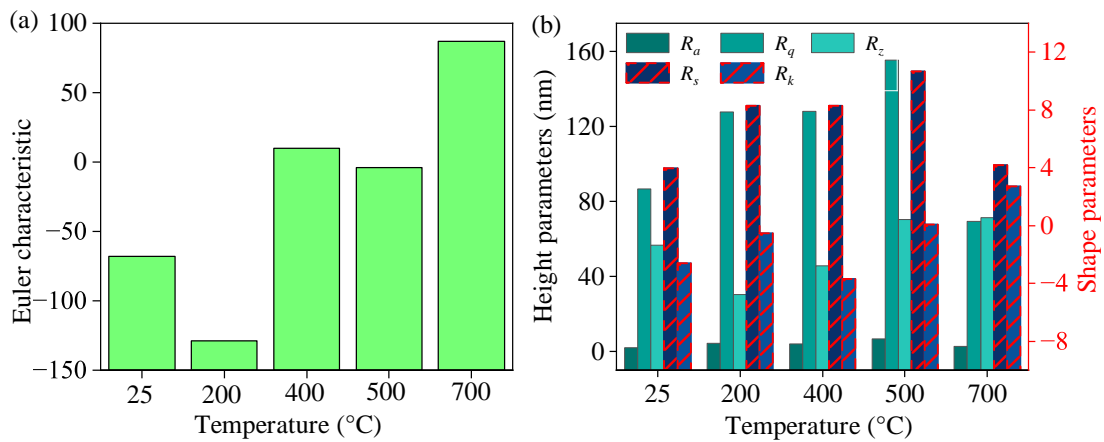 (a)
100
50
0
−50
−100
−150
Euler characteristic
25 200 400 500 700
Temperature (°C)
(b)
160
120
80
40
0
Height parameters (nm)
Ra Rq Rz
Rs Rk
12
8
4
0
−4
−8
Shape parameters
25 200 400 500 700
Temperature (°C)